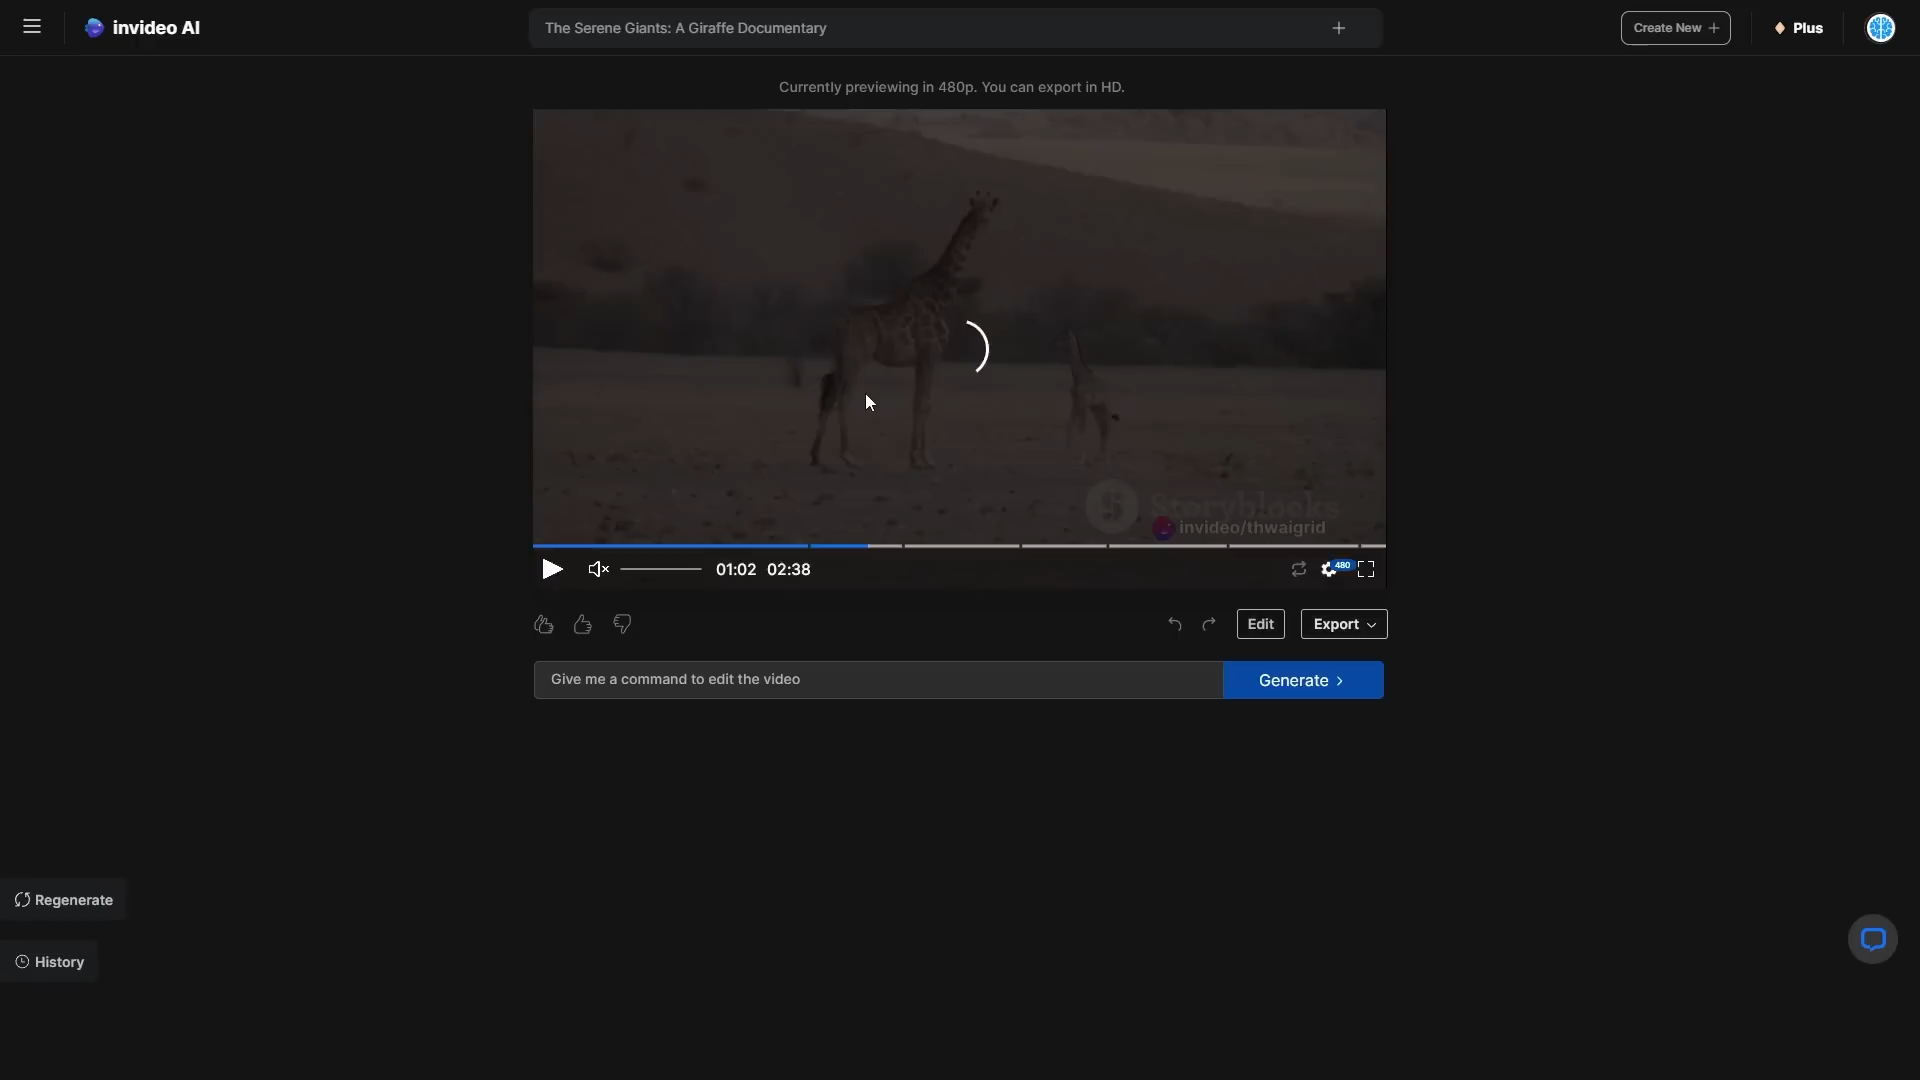 invideo AI
The Serene Giants: A Giraffe Documentary
Create New +
Plus
Currently previewing in 480p. You can export in HD.
Storyblocks
invideo/thwaigrid
01:02 02:38
480
Edit
Export
Give me a command to edit the video
Generate >
Regenerate
History